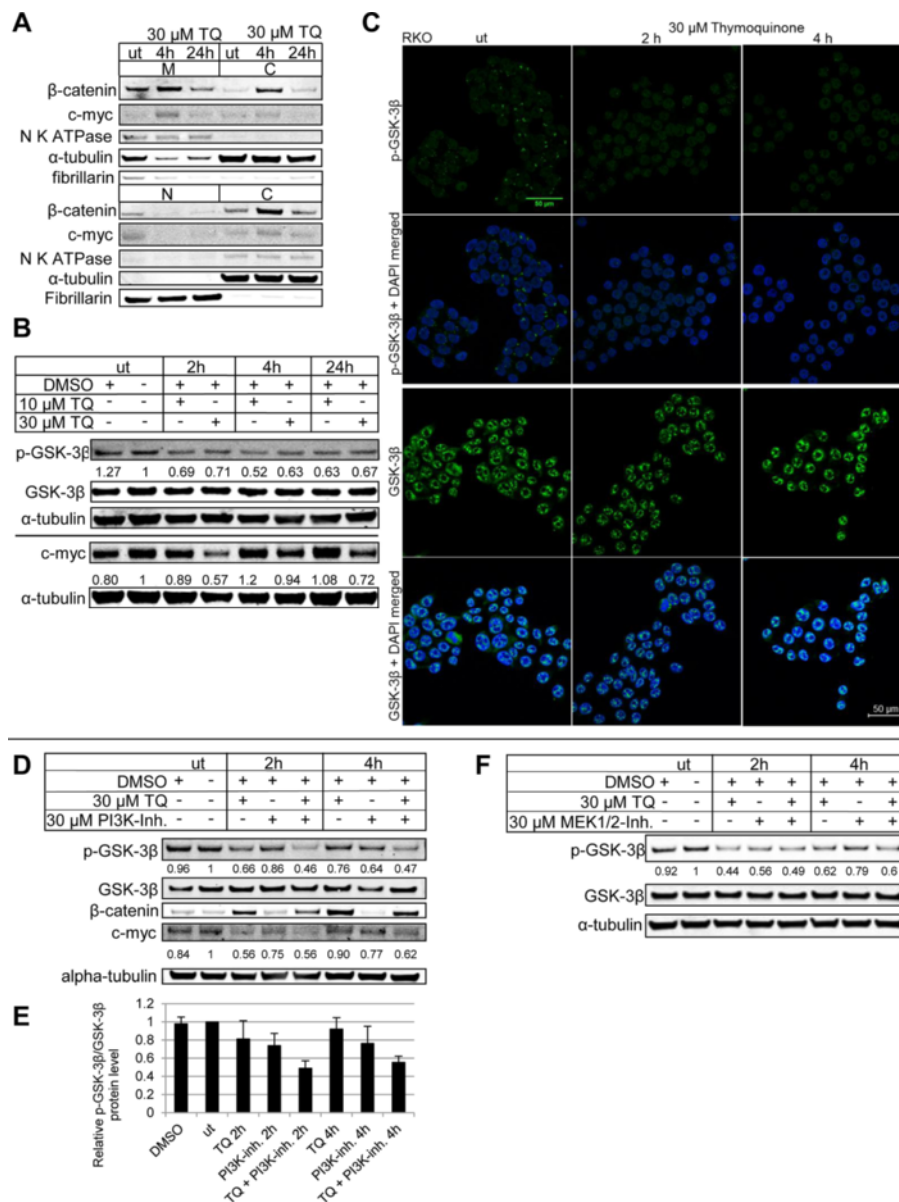 A
30 µM TQ 30 µM TQ
ut 4h 24h ut 4h 24h
M C
β-catenin
c-myc
N K ATPase
α-tubulin
fibrillarin
N C
β-catenin
c-myc
N K ATPase
α-tubulin
Fibrillarin
B
ut 2h 4h 24h
DMSO + - + + + + + +
10 µM TQ - - + - + - + -
30 µM TQ - - - + - + - +
p-GSK-3β
1.27 1 0.69 0.71 0.52 0.63 0.63 0.67
GSK-3β
α-tubulin
c-myc
0.80 1 0.89 0.57 1.2 0.94 1.08 0.72
α-tubulin
C
30 µM Thymoquinone
RKO ut 2 h 4 h
p-GSK-3β
50 µm
p-GSK-3β + DAPI merged
GSK-3β
GSK-3β + DAPI merged
50 µm
D
ut 2h 4h
DMSO + - + + + + + +
30 µM TQ - - + - + + - +
30 µM PI3K-Inh. - - - + + - + +
p-GSK-3β
0.96 1 0.66 0.86 0.46 0.76 0.64 0.47
GSK-3β
β-catenin
c-myc
0.84 1 0.56 0.75 0.56 0.90 0.77 0.62
alpha-tubulin
E
Relative p-GSK-3β/GSK-3β
protein level
1.2
1
0.8
0.6
0.4
0.2
0
DMSO
ut
TQ 2h
PI3K-inh. 2h
TQ + PI3K-inh. 2h
TQ 4h
PI3K-inh. 4h
TQ + PI3K-inh. 4h
F
ut 2h 4h
DMSO + - + + + + + +
30 µM TQ - - + - + + - +
30 µM MEK1/2-Inh. - - - + + - + +
p-GSK-3β
0.92 1 0.44 0.56 0.49 0.62 0.79 0.6
GSK-3β
α-tubulin